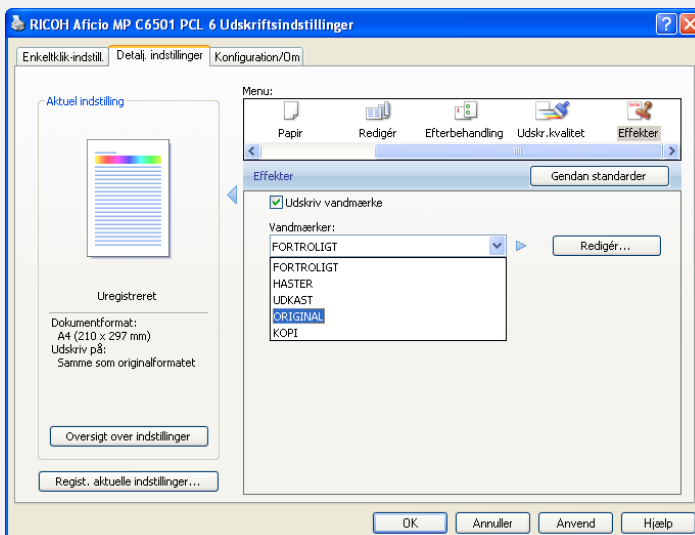 RICOH Aficio MP C6501 PCL 6 Udskriftsindstillinger
Enkeltklik-indstill.
Detalj. indstillinger
Konfiguration/Om
Aktuel indstilling
Uregistreret
Dokumentformat:
A4 (210 x 297 mm)
Udskriv på:
Samme som originalformatet
Oversigt over indstillinger
Regist. aktuelle indstillinger...
Menu:
Papir
Redigér
Efterbehandling
Udskr.kvalitet
Effekter
Effekter
Gendan standarder
Udskriv vandmærke
Vandmærker:
FORTROLIGT
Redigér...
FORTROLIGT
HASTER
UDKAST
ORIGINAL
KOPI
OK
Annuller
Anvend
Hjælp